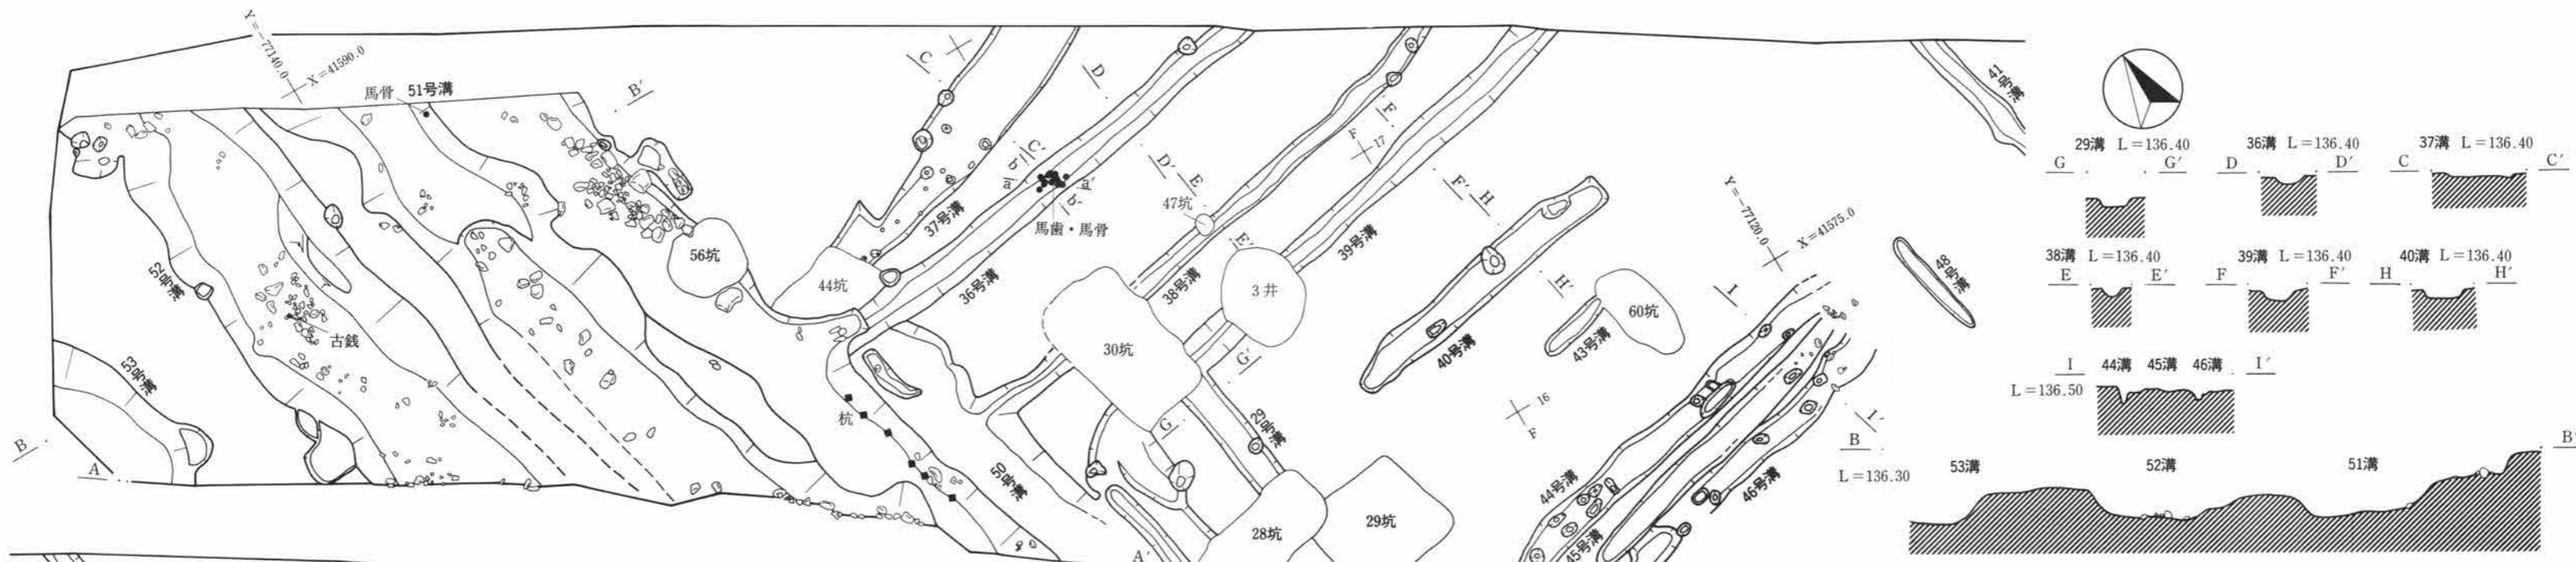 Y=-77140.0
X=41590.0
馬骨 51号溝
B′
C
D
41号溝
52号溝
53号溝
古銭
B
A
56坑
44坑
37号溝
36号溝
C′
b′
a
a′
b
馬歯・馬骨
D′
E
47坑
38号溝
E′
3井
39号溝
F
17
F′
H
Y=-77120.0
X=41575.0
48号溝
30坑
G′
40号溝
H′
43号溝
60坑
I
杭
50号溝
G
29号溝
16
F
A′
28坑
29坑
44号溝
45号溝
46号溝
I′
29溝 L=136.40
G G′
36溝 L=136.40
D D′
37溝 L=136.40
C C′
38溝 L=136.40
E E′
39溝 L=136.40
F F′
40溝 L=136.40
H H′
I 44溝 45溝 46溝 I′
L=136.50
B B′
L=136.30
53溝 52溝 51溝